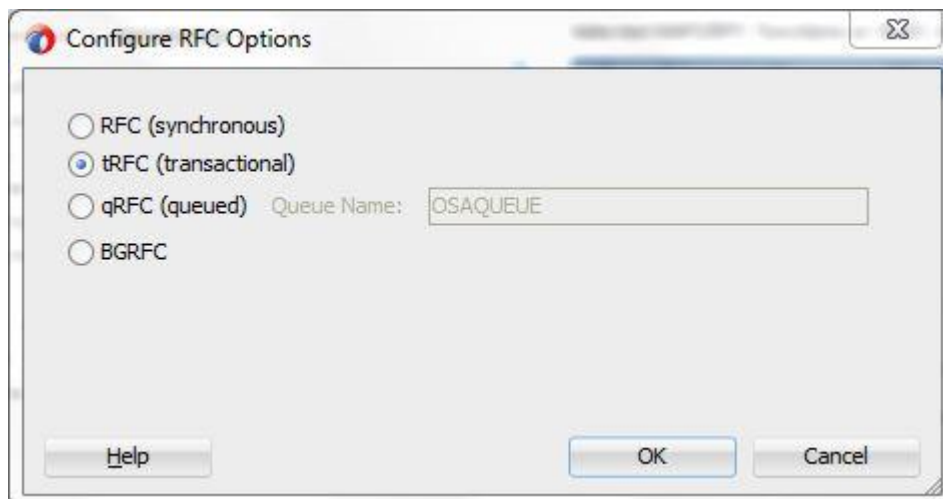 Configure RFC Options
RFC (synchronous)
tRFC (transactional)
qRFC (queued) Queue Name: OSAQUEUE
BGRFC
Help OK Cancel